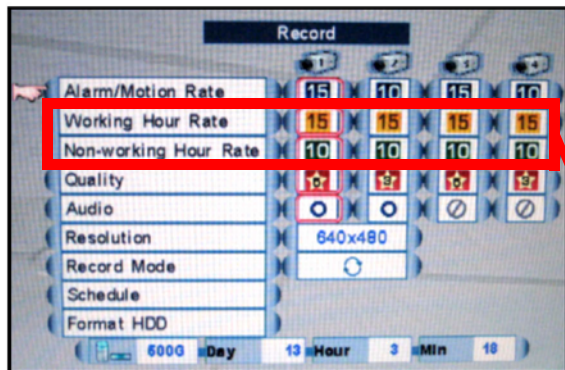 Record
1 2 3 4
Alarm/Motion Rate 15 10 15 10
Working Hour Rate 15 15 15 15
Non-working Hour Rate 10 10 10 10
Quality
Audio
Resolution 640x480
Record Mode
Schedule
Format HDD
500G Day 13 Hour 3 Min 18